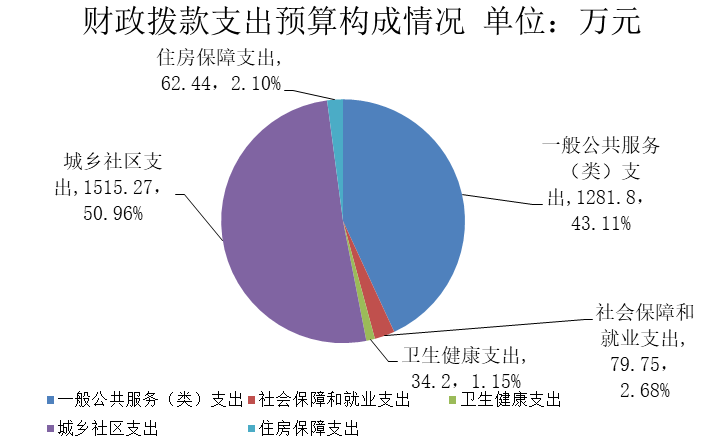 财政拨款支出预算构成情况 单位：万元
住房保障支出,
62.44，2.10%
城乡社区支
出,1515.27，
50.96%
一般公共服务
（类）支
出,1281.8，
43.11%
社会保障和
就业支出,
79.75，
2.68%
卫生健康支出,
34.2，1.15%
一般公共服务（类）支出 社会保障和就业支出 卫生健康支出
城乡社区支出 住房保障支出